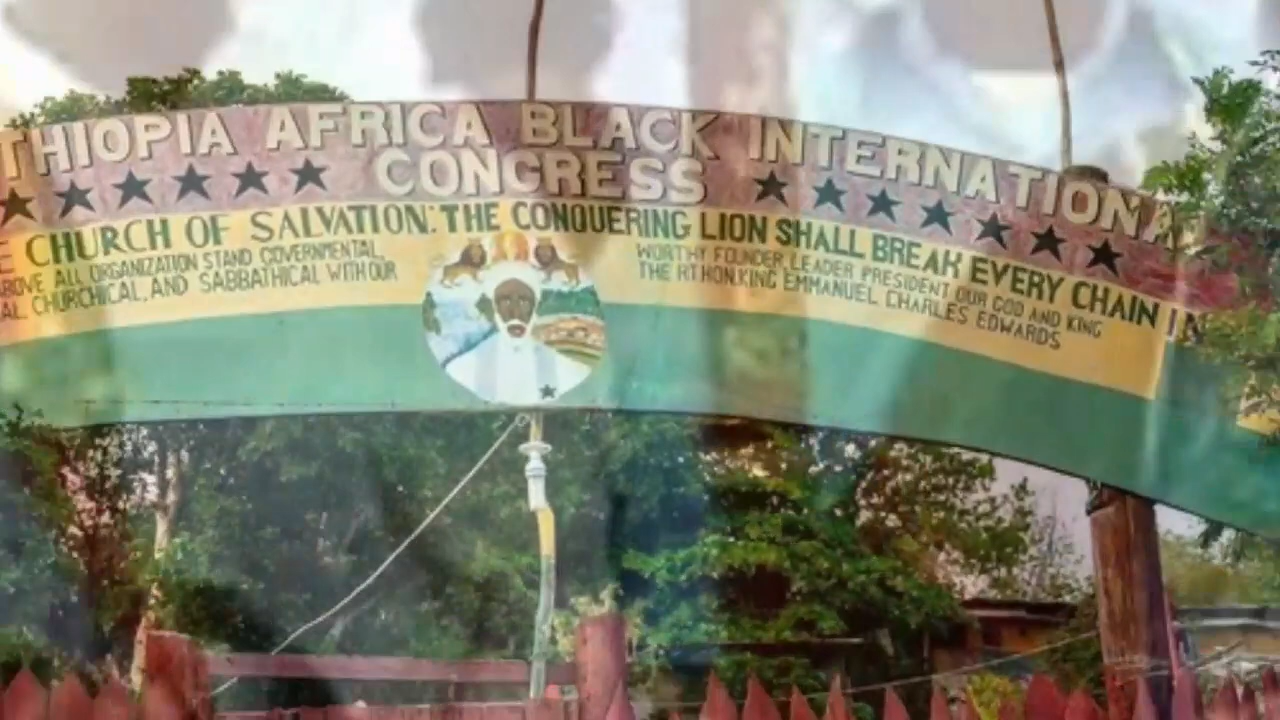 THIOPIA AFRICA BLACK INTERNATIONA
CONGRESS
E CHURCH OF SALVATION: THE CONQUERING LION SHALL BREAK EVERY CHAIN IN
BOVE ALL ORGANIZATION STAND GOVERNMENTAL,
AL CHURCHICAL, AND SABBATHICAL WITH OUR
WORTHY FOUNDER, LEADER PRESIDENT OUR GOD AND KING
THE RT HON.KING EMMANUEL CHARLES EDWARDS